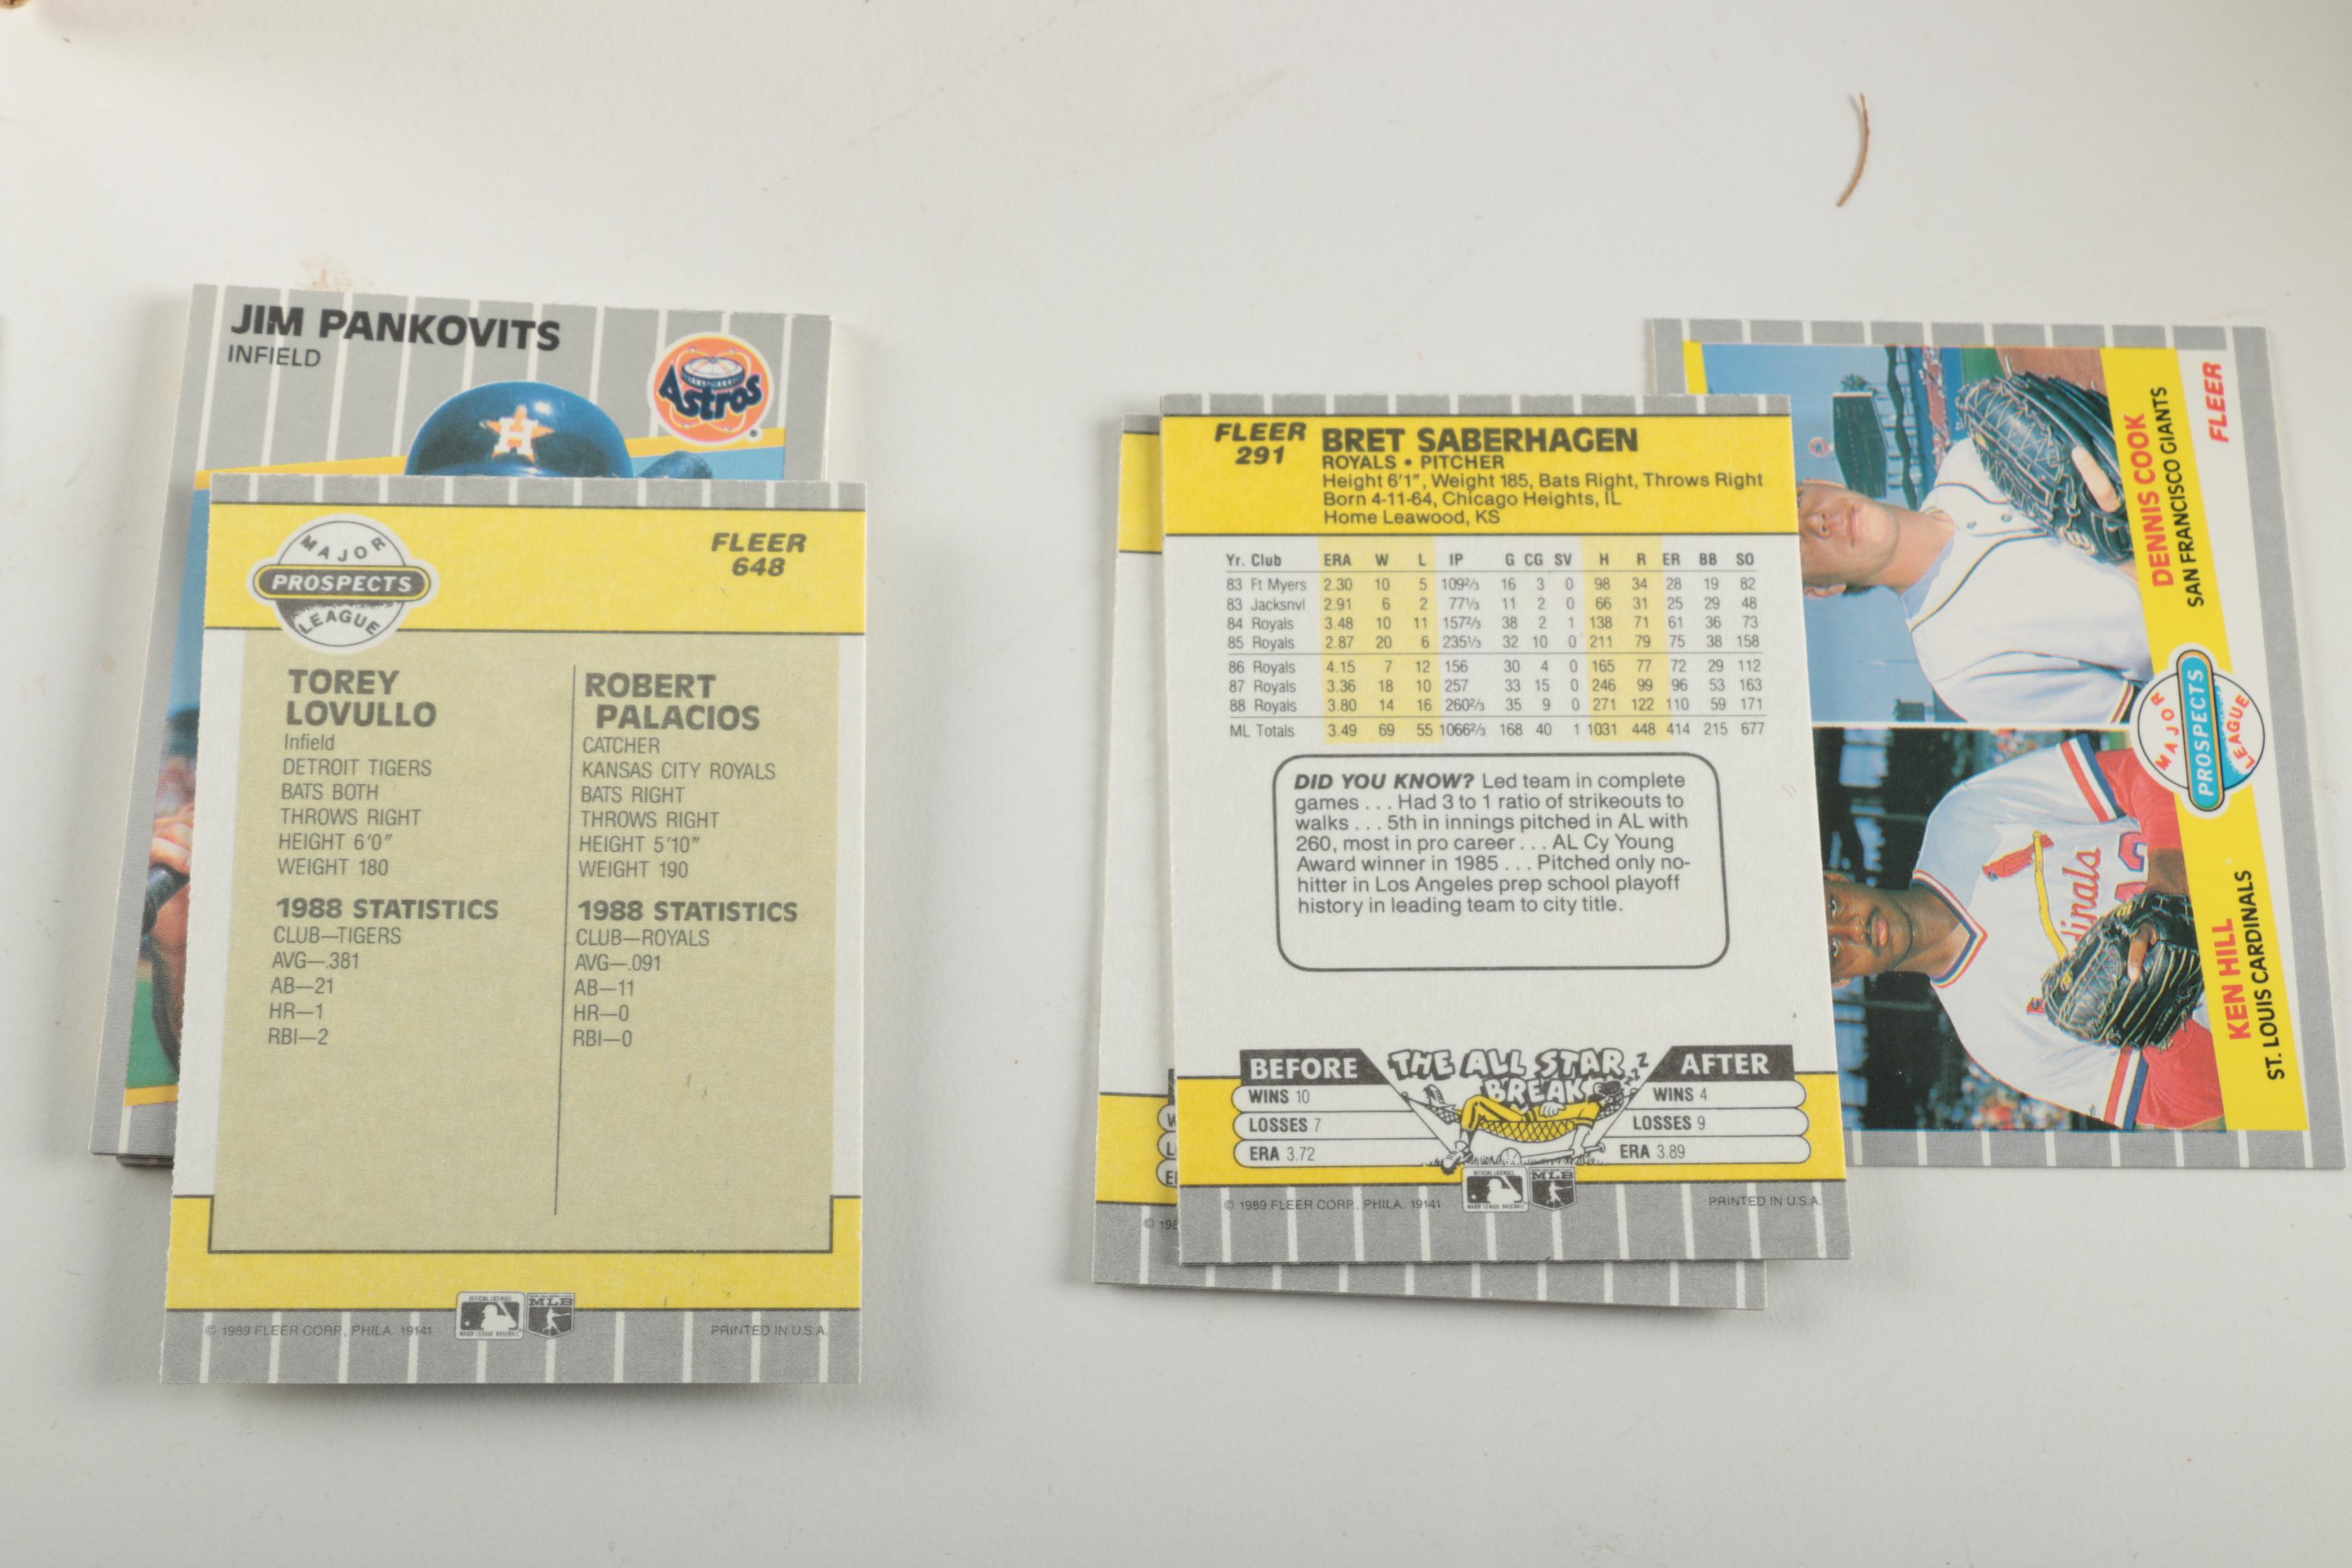 JIM PANKOVITS
INFIELD
Astros
H
MAJOR
PROSPECTS
LEAGUE
FLEER
648
TOREY
LOVULLO
Infield
DETROIT TIGERS
BATS BOTH
THROWS RIGHT
HEIGHT 6'0"
WEIGHT 180
1988 STATISTICS
CLUB—TIGERS
AVG—.381
AB—21
HR—1
RBI—2
ROBERT
PALACIOS
CATCHER
KANSAS CITY ROYALS
BATS RIGHT
THROWS RIGHT
HEIGHT 5'10"
WEIGHT 190
1988 STATISTICS
CLUB—ROYALS
AVG—.091
AB—11
HR—0
RBI—0
© 1989 FLEER CORP., PHILA. 19141
MLB
PRINTED IN U.S.A.
FLEER
291
BRET SABERHAGEN
ROYALS • PITCHER
Height 6'1", Weight 185, Bats Right, Throws Right
Born 4-11-64, Chicago Heights, IL
Home Leawood, KS
Yr. Club ERA W L IP G CG SV H R ER BB SO
83 Ft Myers 2.30 10 5 109⅔ 16 3 0 98 34 28 19 82
83 Jacksnvl 2.91 6 2 77⅓ 11 2 0 66 31 25 29 48
84 Royals 3.48 10 11 157⅔ 38 2 1 138 71 61 36 73
85 Royals 2.87 20 6 235⅓ 32 10 0 211 79 75 38 158
86 Royals 4.15 7 12 156 30 4 0 165 77 72 29 112
87 Royals 3.36 18 10 257 33 15 0 246 99 96 53 163
88 Royals 3.80 14 16 260⅔ 35 9 0 271 122 110 59 171
ML Totals 3.49 69 55 1066⅔ 168 40 1 1031 448 414 215 677
DID YOU KNOW? Led team in complete
games . . . Had 3 to 1 ratio of strikeouts to
walks . . . 5th in innings pitched in AL with
260, most in pro career . . . AL Cy Young
Award winner in 1985 . . . Pitched only no-
hitter in Los Angeles prep school playoff
history in leading team to city title.
BEFORE
WINS 10
LOSSES 7
ERA 3.72
THE ALL STAR
BREAK
ZZZ
AFTER
WINS 4
LOSSES 9
ERA 3.89
© 1989 FLEER CORP., PHILA. 19141
MLB
PRINTED IN U.S.A.
W
L
E
© 198
FLEER
DENNIS COOK
SAN FRANCISCO GIANTS
MAJOR
PROSPECTS
LEAGUE
KEN HILL
ST. LOUIS CARDINALS
dinals